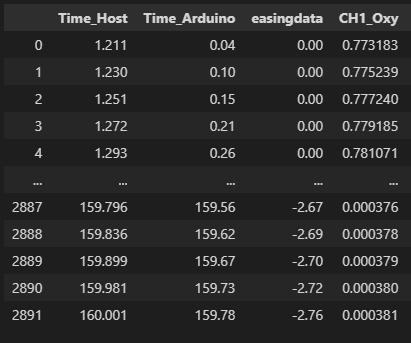 Time_Host Time_Arduino easingdata CH1_Oxy
0 1.211 0.04 0.00 0.773183
1 1.230 0.10 0.00 0.775239
2 1.251 0.15 0.00 0.777240
3 1.272 0.21 0.00 0.779185
4 1.293 0.26 0.00 0.781071
... ... ... ... ...
2887 159.796 159.56 -2.67 0.000376
2888 159.836 159.62 -2.69 0.000378
2889 159.899 159.67 -2.70 0.000379
2890 159.981 159.73 -2.72 0.000380
2891 160.001 159.78 -2.76 0.000381